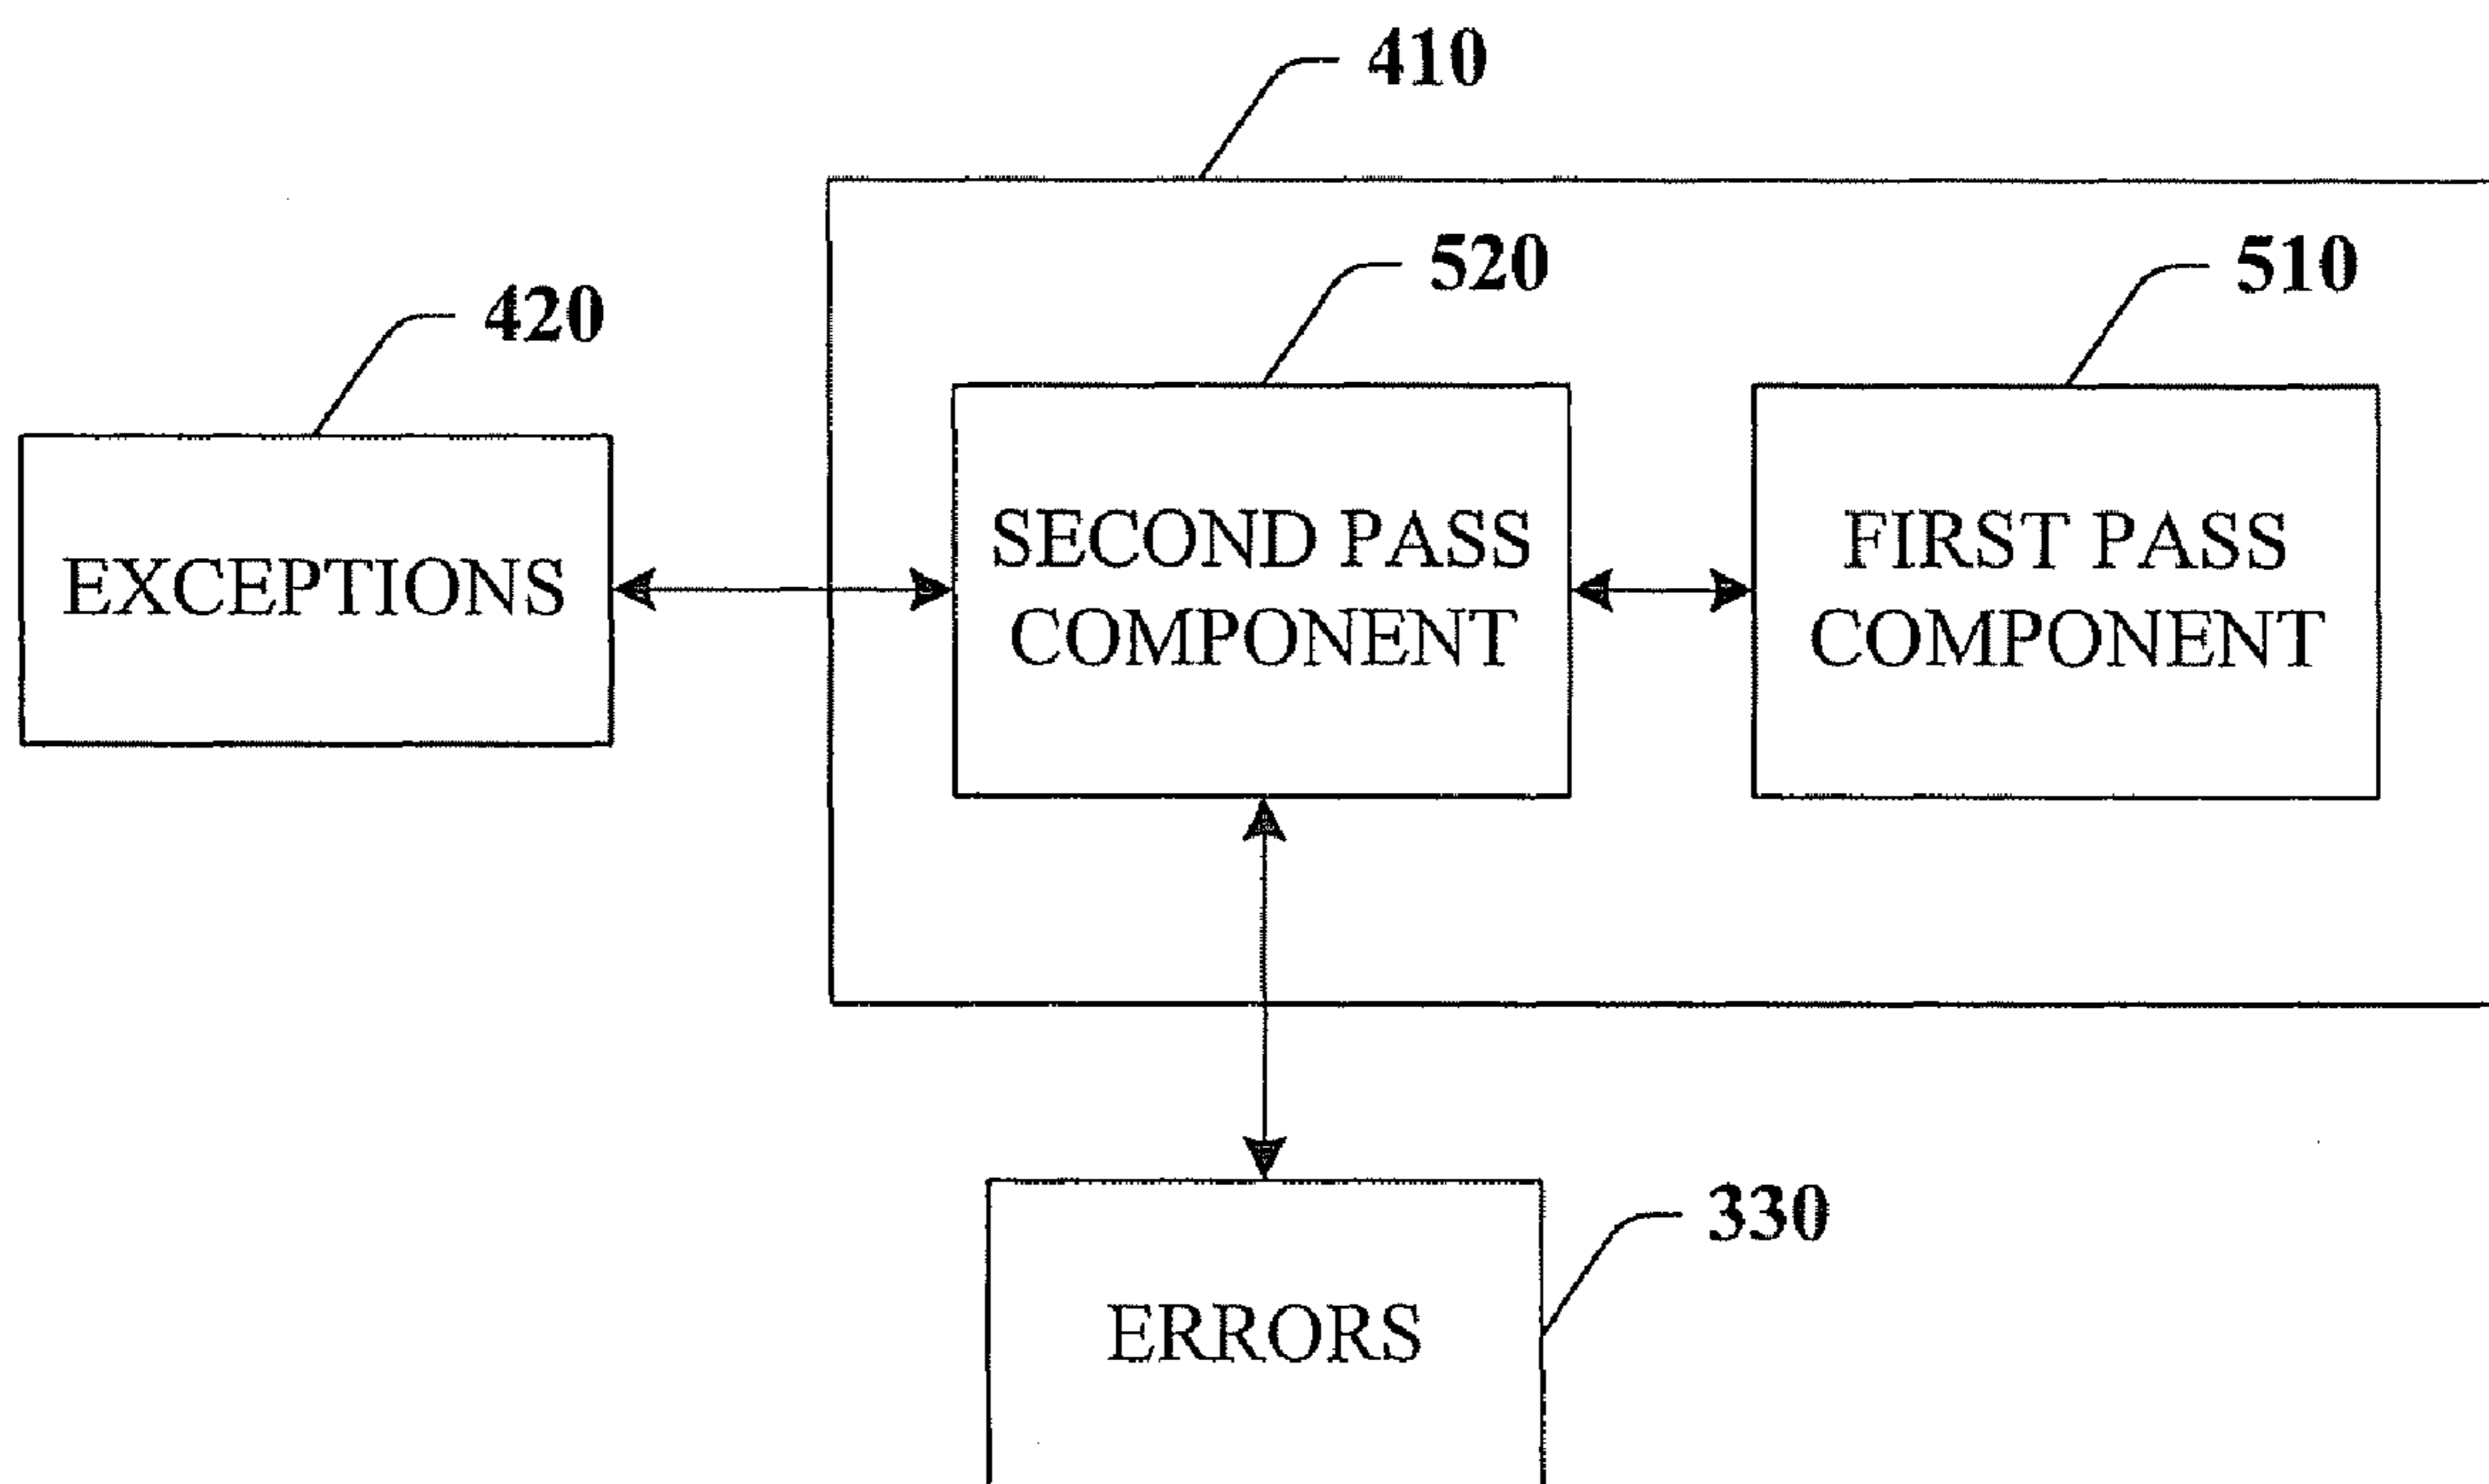 410
520
510
420
EXCEPTIONS
SECOND PASS
COMPONENT
FIRST PASS
COMPONENT
330
ERRORS